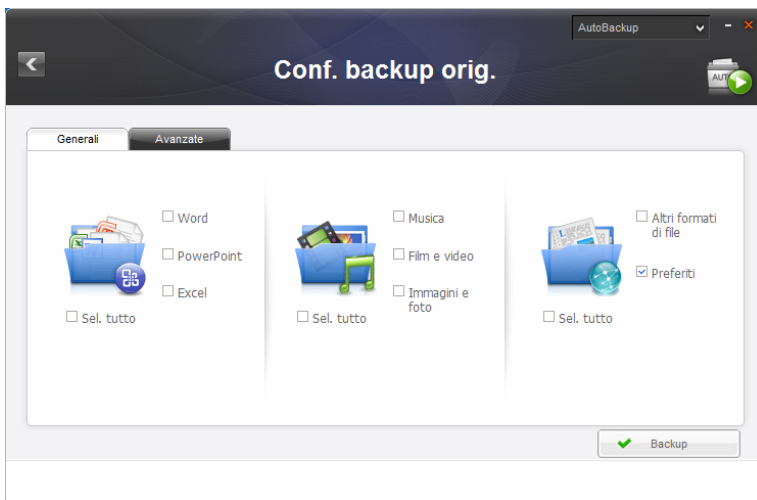 AutoBackup
Conf. backup orig.
AUTO
Generali
Avanzate
Word
PowerPoint
Excel
Sel. tutto
Musica
Film e video
Immagini e
foto
Sel. tutto
Altri formati
di file
Preferiti
Sel. tutto
Backup